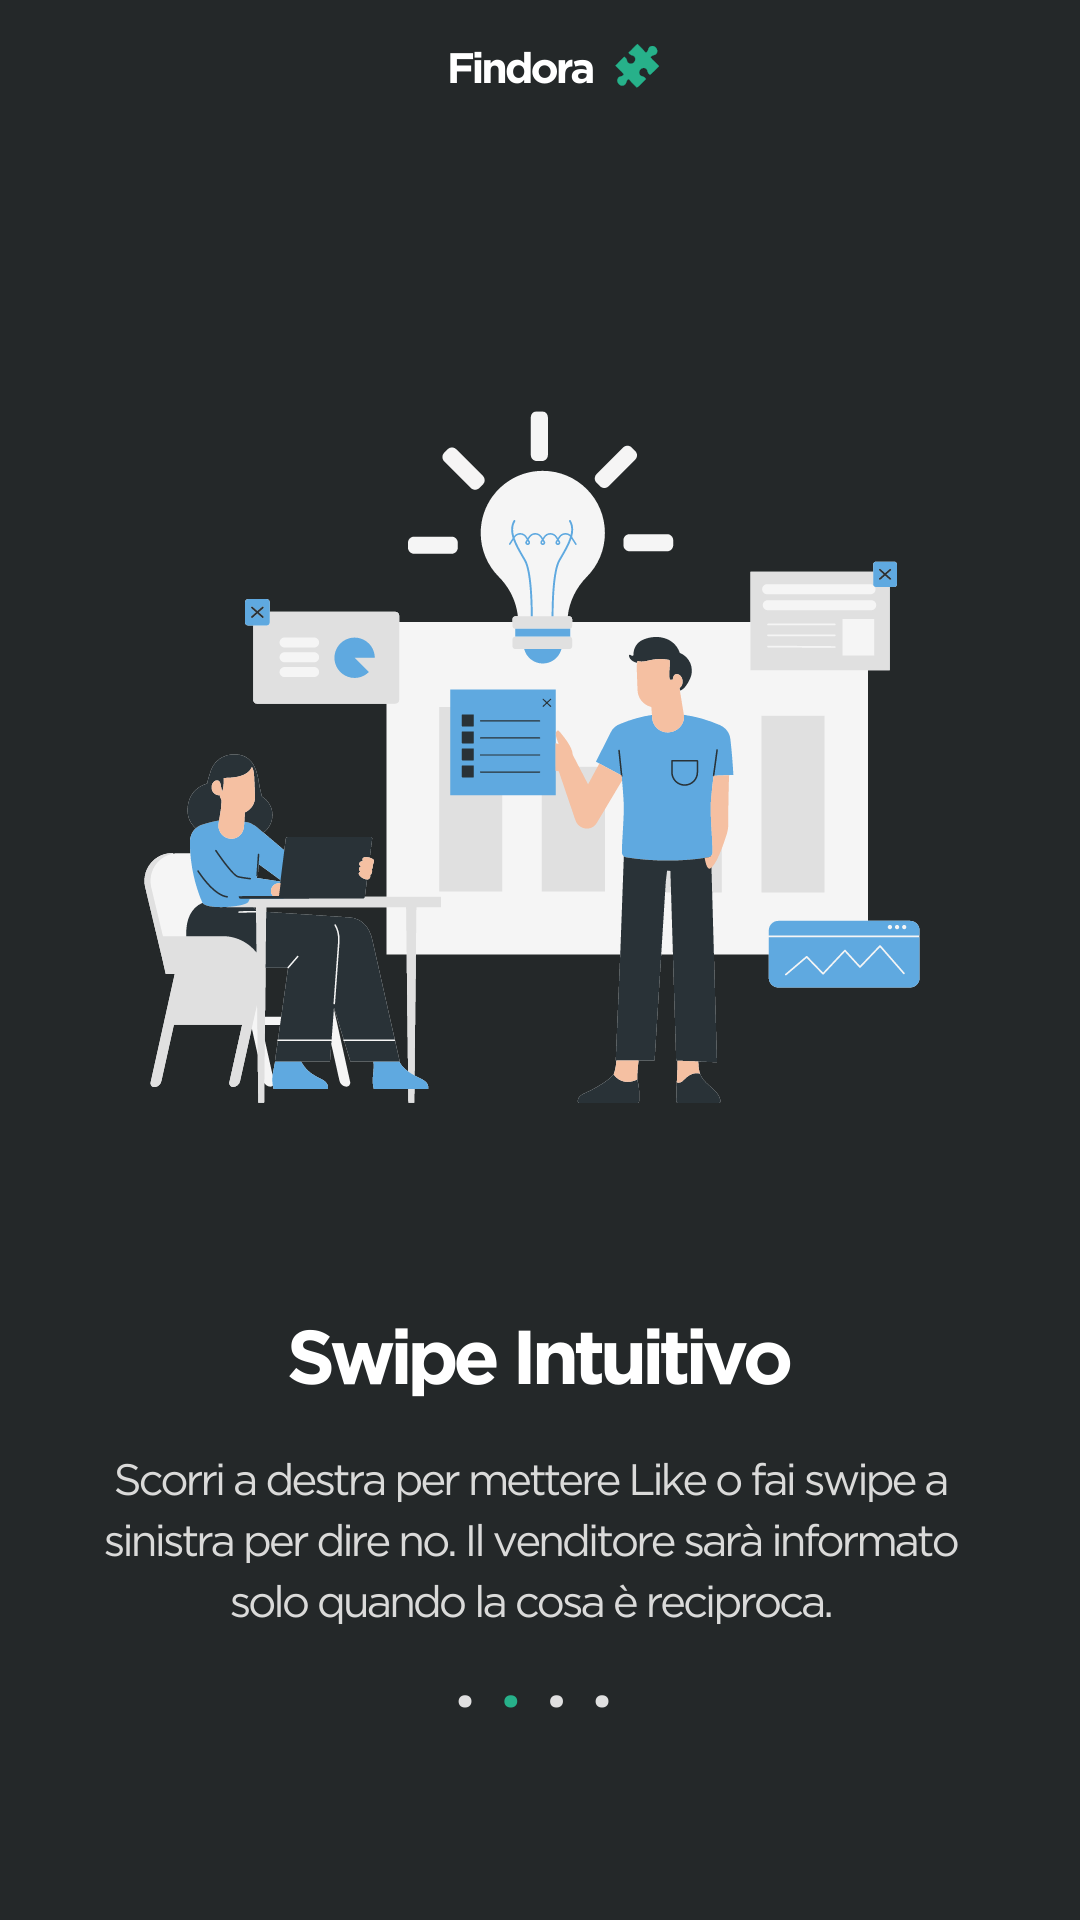 Findora
Swipe Intuitivo
Scorri a destra per mettere Like o fai swipe a
sinistra per dire no. Il venditore sarà informato
solo quando la cosa è reciproca.